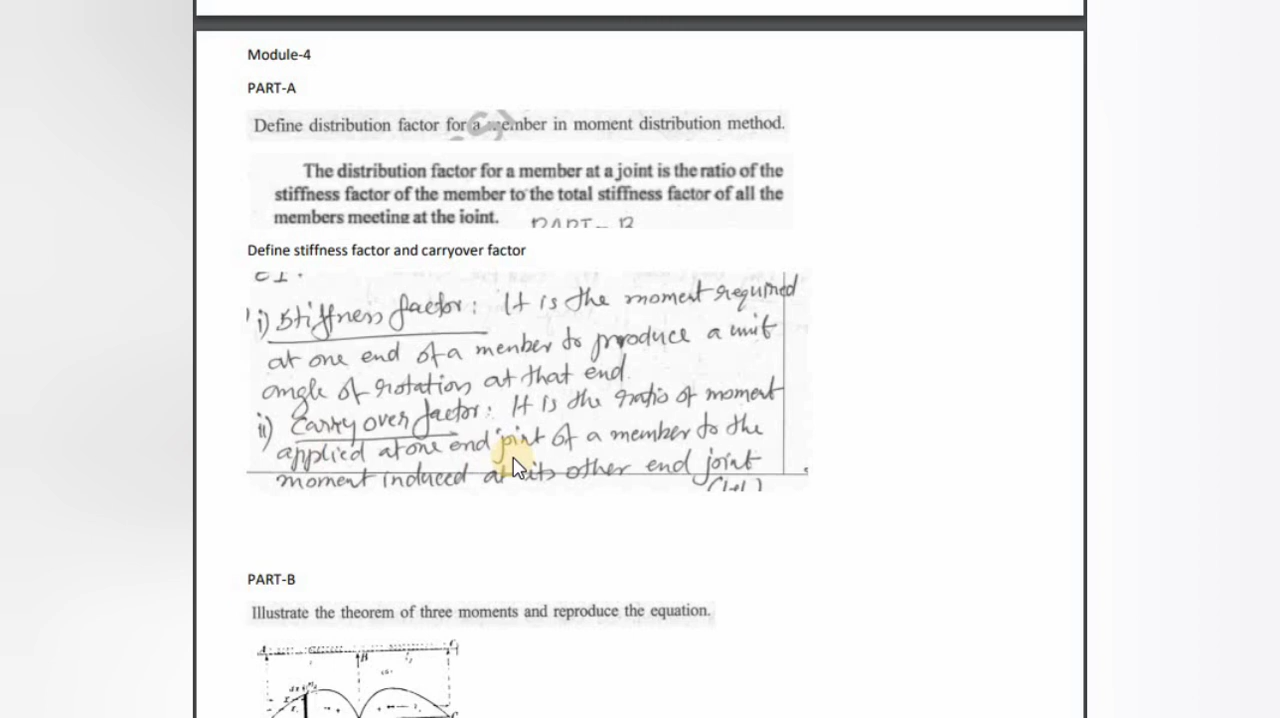 Module-4
PART-A
Define distribution factor for a member in moment distribution method.
The distribution factor for a member at a joint is the ratio of the
stiffness factor of the member to the total stiffness factor of all the
members meeting at the joint.
PART - B
Define stiffness factor and carryover factor
EI.
i) Stiffness factor: It is the moment required
at one end of a member to produce a unit
angle of rotation at that end.
ii) Carry over factor: It is the ratio of moment
applied at one end joint of a member to the
moment induced at its other end joint
(1+1)
PART-B
Illustrate the theorem of three moments and reproduce the equation.
A
B